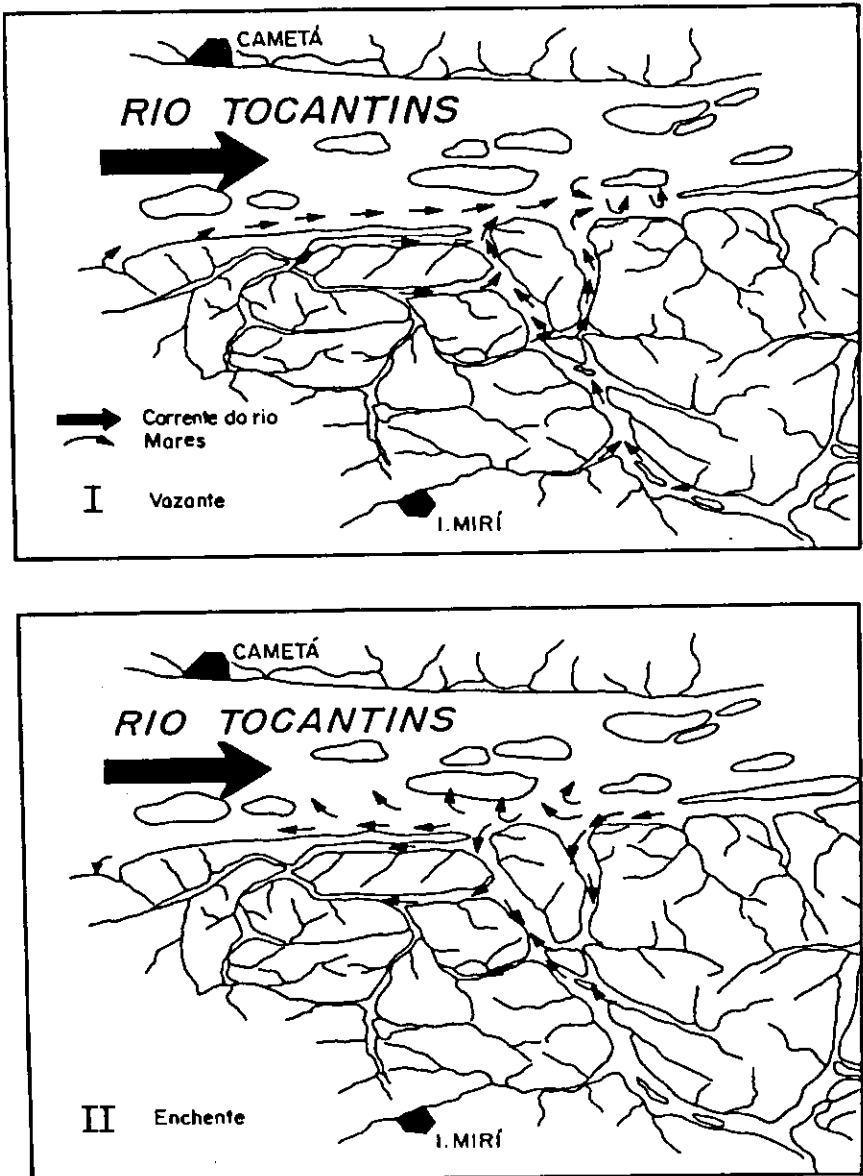 CAMETÁ
RIO TOCANTINS
Corrente do rio
Mares
I Vazante
I.MIRÍ
CAMETÁ
RIO TOCANTINS
II Enchente
I.MIRÍ